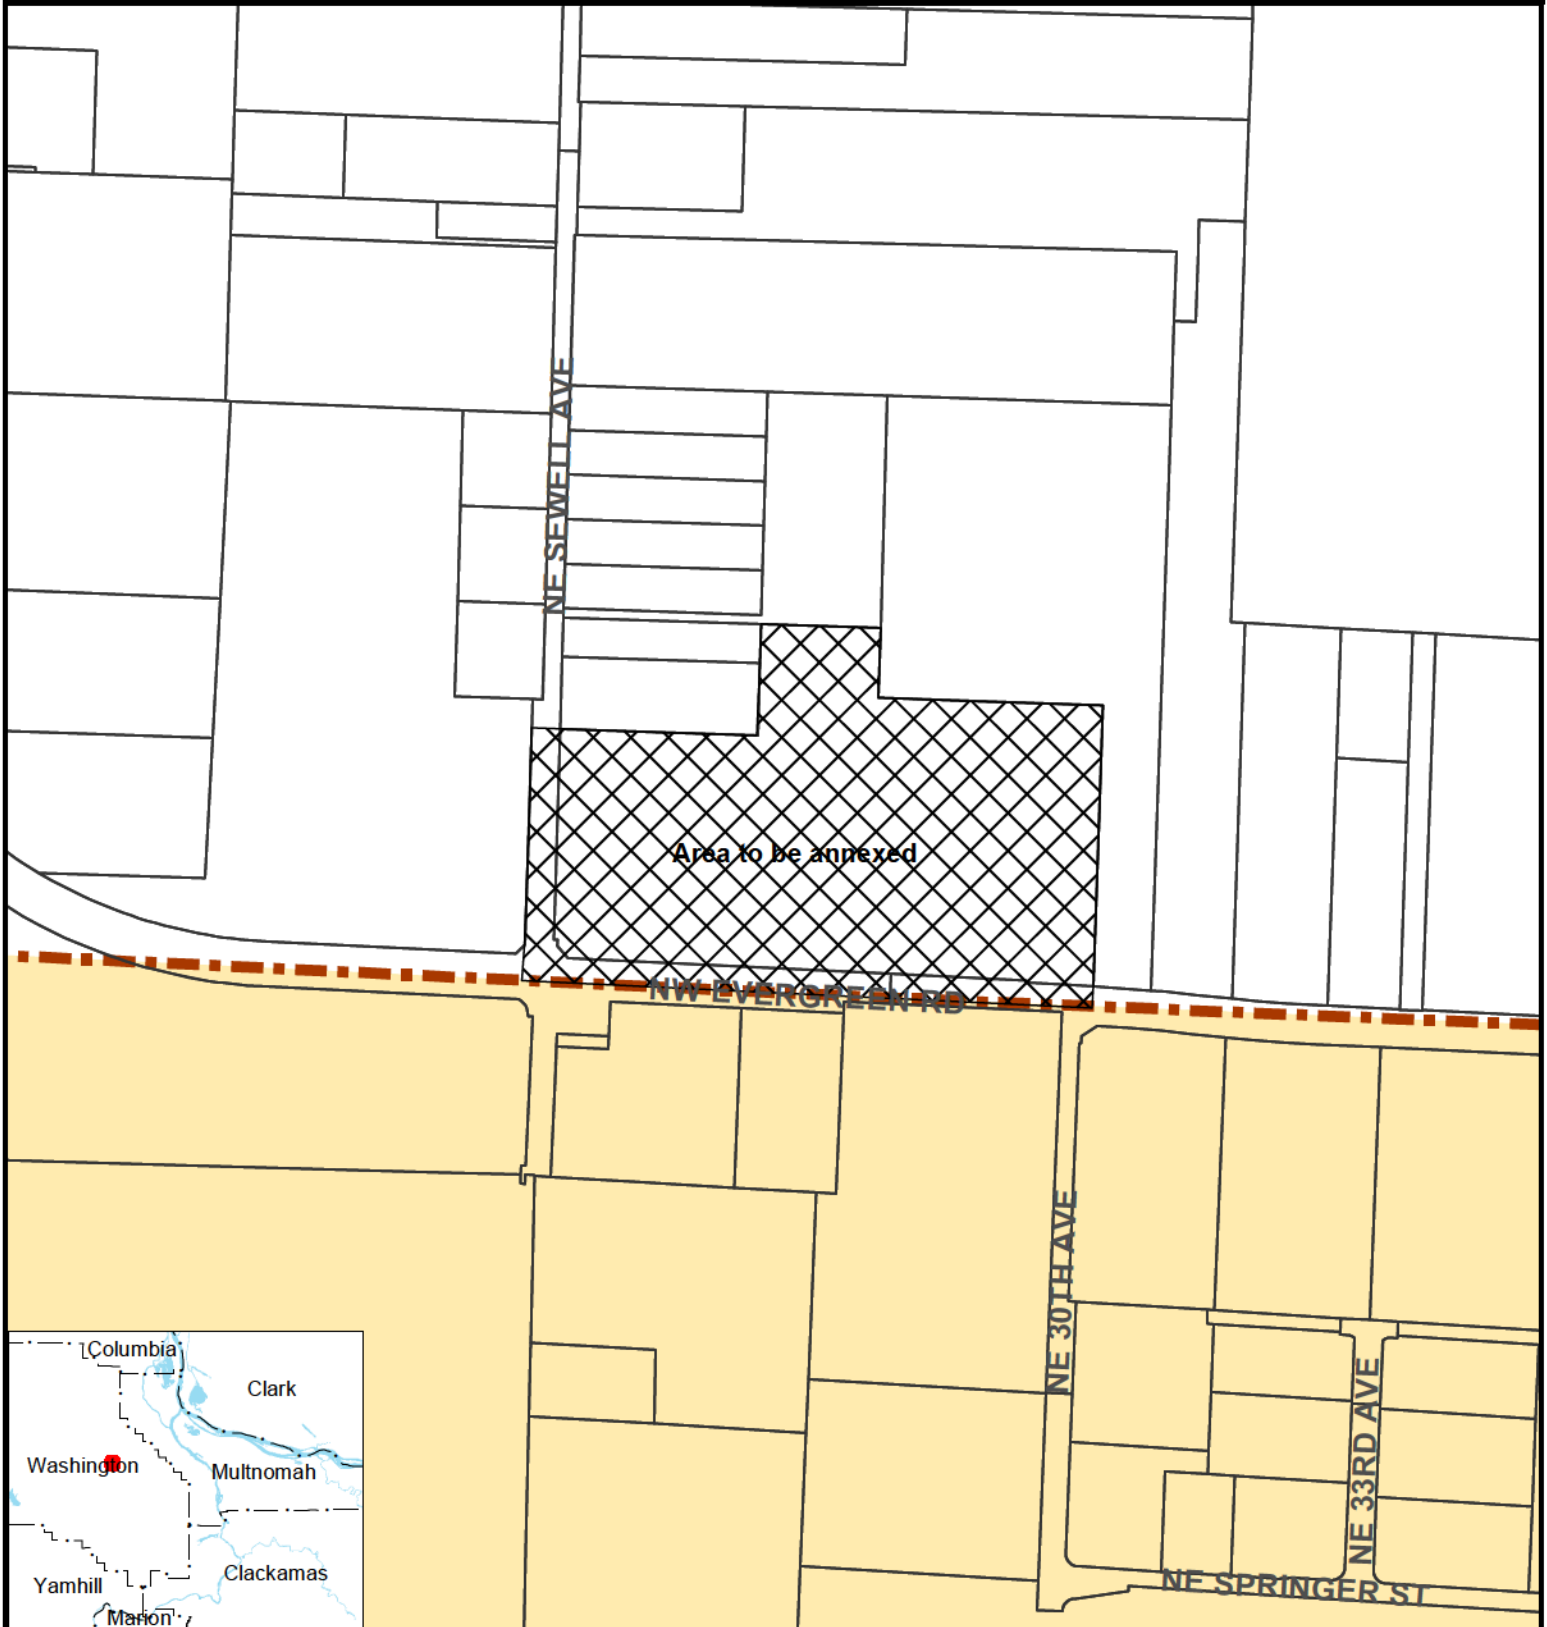 NE SEWELL AVE
Area to be annexed
NW EVERGREEN RD
NE 30TH AVE
NE 33RD AVE
NE SPRINGER ST
Columbia
Clark
Washington
Multnomah
Clackamas
Yamhill
Marion